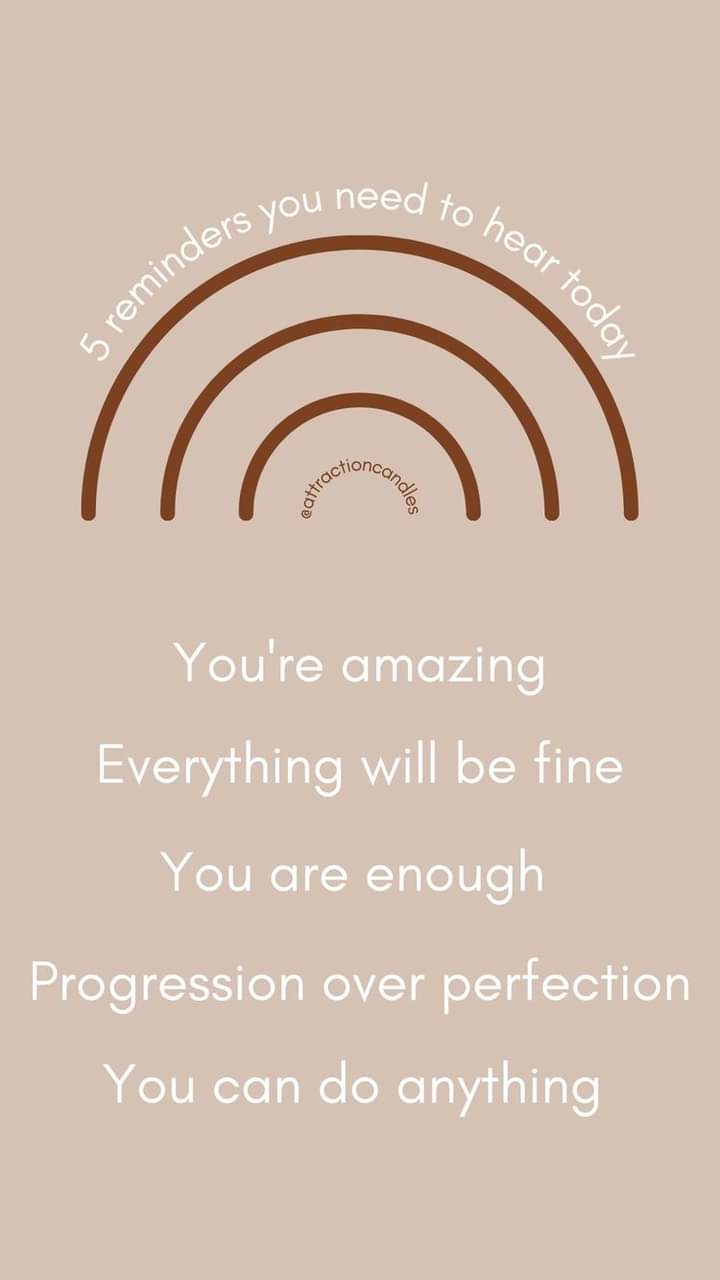 5 reminders you need to hear today
@attractioncandles
You're amazing
Everything will be fine
You are enough
Progression over perfection
You can do anything